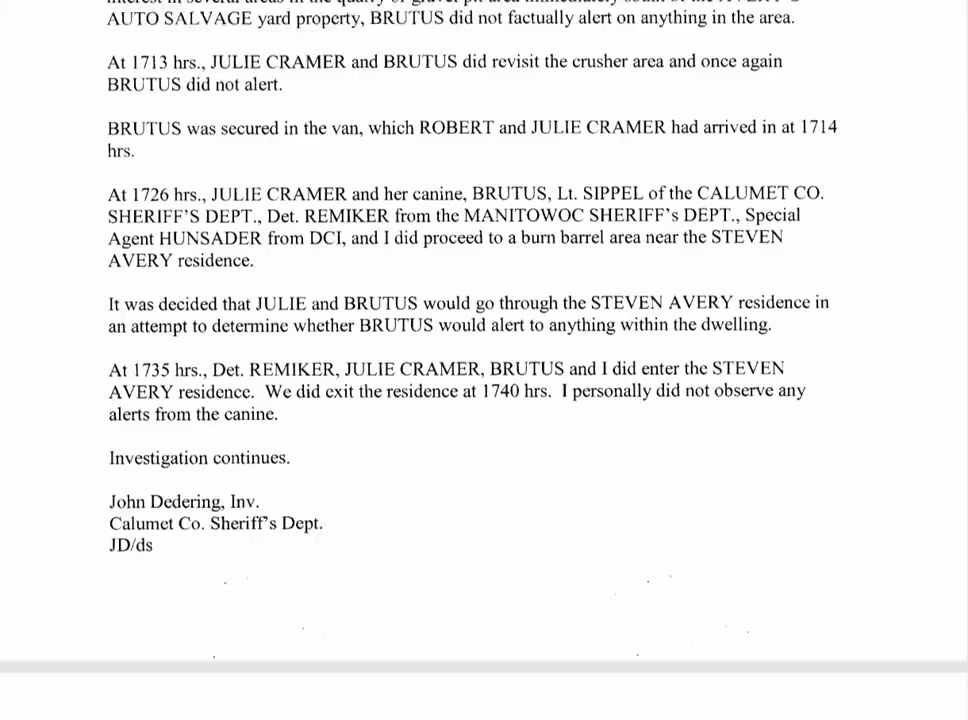 AUTO SALVAGE yard property, BRUTUS did not factually alert on anything in the area.
At 1713 hrs., JULIE CRAMER and BRUTUS did revisit the crusher area and once again
BRUTUS did not alert.
BRUTUS was secured in the van, which ROBERT and JULIE CRAMER had arrived in at 1714
hrs.
At 1726 hrs., JULIE CRAMER and her canine, BRUTUS, Lt. SIPPEL of the CALUMET CO.
SHERIFF'S DEPT., Det. REMIKER from the MANITOWOC SHERIFF's DEPT., Special
Agent HUNSADER from DCI, and I did proceed to a burn barrel area near the STEVEN
AVERY residence.
It was decided that JULIE and BRUTUS would go through the STEVEN AVERY residence in
an attempt to determine whether BRUTUS would alert to anything within the dwelling.
At 1735 hrs., Det. REMIKER, JULIE CRAMER, BRUTUS and I did enter the STEVEN
AVERY residence. We did exit the residence at 1740 hrs. I personally did not observe any
alerts from the canine.
Investigation continues.
John Dedering, Inv.
Calumet Co. Sheriff's Dept.
JD/ds